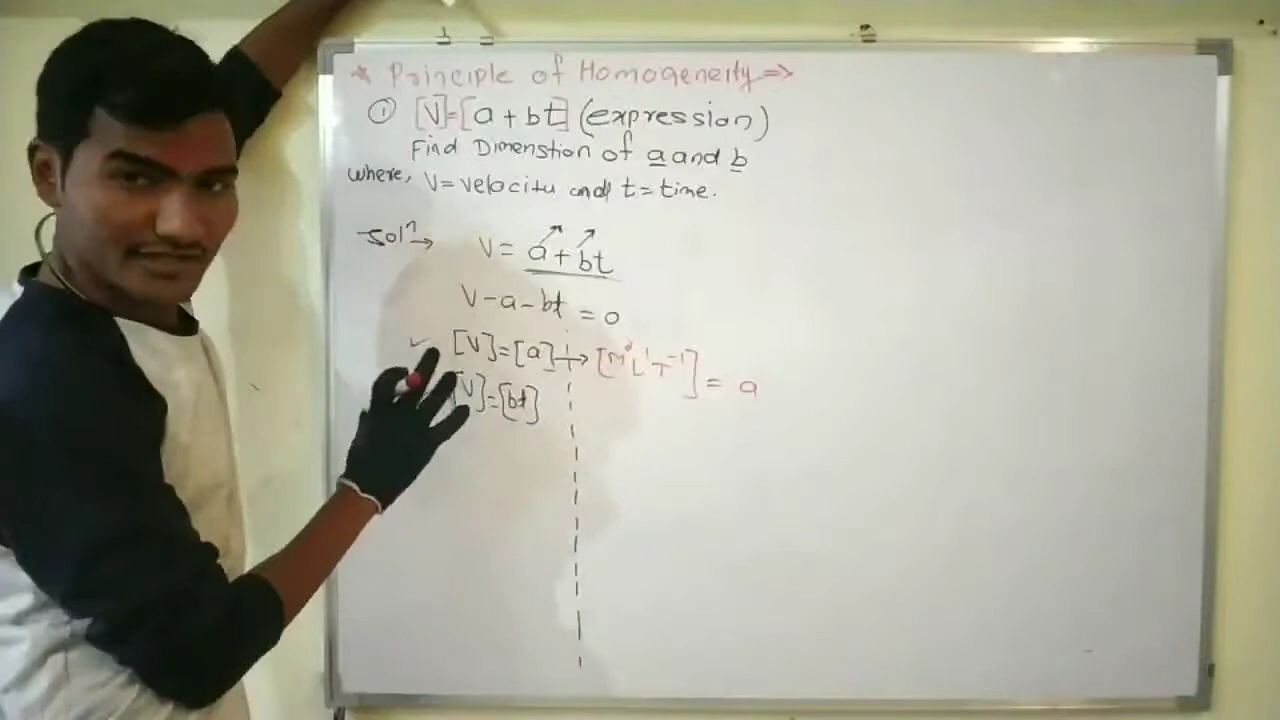 * Principle of Homogeneity =>
① [V]=[a + bt] (expression)
Find Dimenstion of a and b
where, V = velocity and t = time.
Solⁿ → V = a + bt
V - a - bt = 0
[V]=[a] → [M⁰L¹T⁻¹] = a
[V]=[bt]